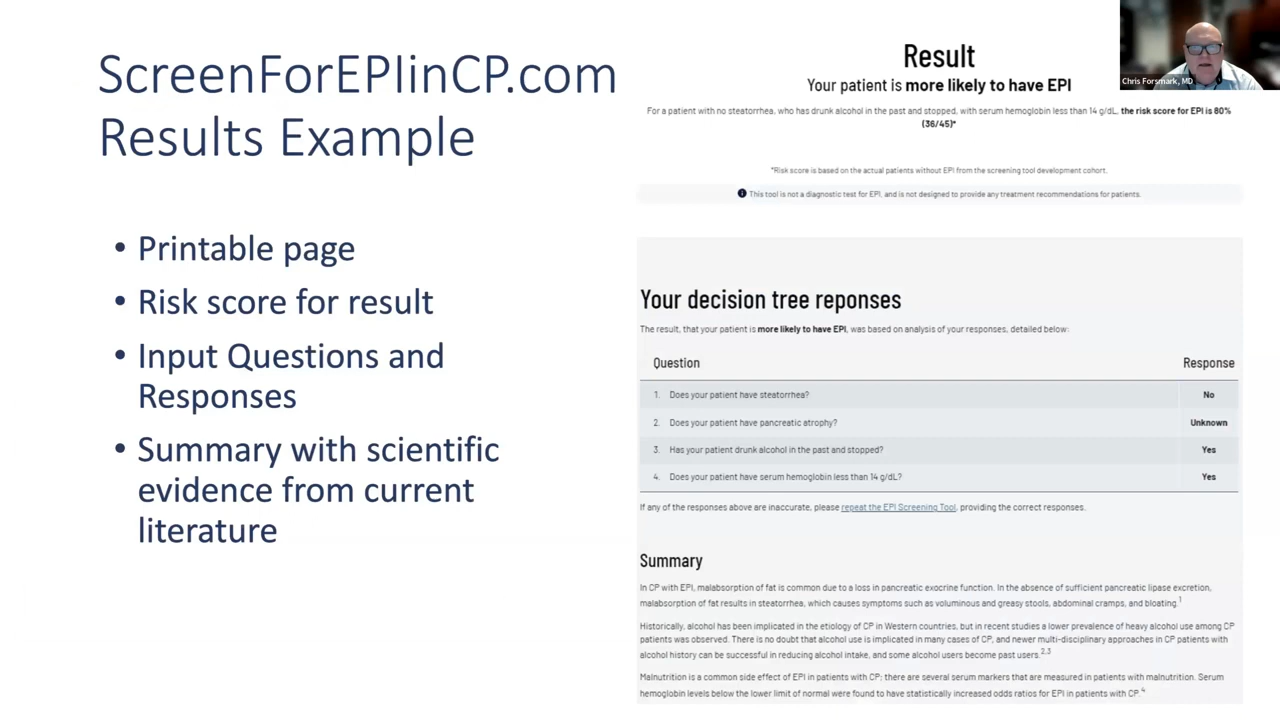 ScreenForEPIinCP.com
Results Example
• Printable page
• Risk score for result
• Input Questions and
Responses
• Summary with scientific
evidence from current
literature
Result
Your patient is more likely to have EPI
For a patient with no steatorrhea, who has drunk alcohol in the past and stopped, with serum hemoglobin less than 14 g/dL, the risk score for EPI is 80%
(36/45)*
*Risk score is based on the actual patients without EPI from the screening tool development cohort.
This tool is not a diagnostic test for EPI, and is not designed to provide any treatment recommendations for patients.
Your decision tree reponses
The result, that your patient is more likely to have EPI, was based on analysis of your responses, detailed below:
Question Response
1. Does your patient have steatorrhea? No
2. Does your patient have pancreatic atrophy? Unknown
3. Has your patient drunk alcohol in the past and stopped? Yes
4. Does your patient have serum hemoglobin less than 14 g/dL? Yes
If any of the responses above are inaccurate, please repeat the EPI Screening Tool, providing the correct responses.
Summary
In CP with EPI, malabsorption of fat is common due to a loss in pancreatic exocrine function. In the absence of sufficient pancreatic lipase excretion,
malabsorption of fat results in steatorrhea, which causes symptoms such as voluminous and greasy stools, abdominal cramps, and bloating.1
Historically, alcohol has been implicated in the etiology of CP in Western countries, but in recent studies a lower prevalence of heavy alcohol use among CP
patients was observed. There is no doubt that alcohol use is implicated in many cases of CP, and newer multi-disciplinary approaches in CP patients with
alcohol history can be successful in reducing alcohol intake, and some alcohol users become past users.2,3
Malnutrition is a common side effect of EPI in patients with CP; there are several serum markers that are measured in patients with malnutrition. Serum
hemoglobin levels below the lower limit of normal were found to have statistically increased odds ratios for EPI in patients with CP.4
Chris Forsmark, MD